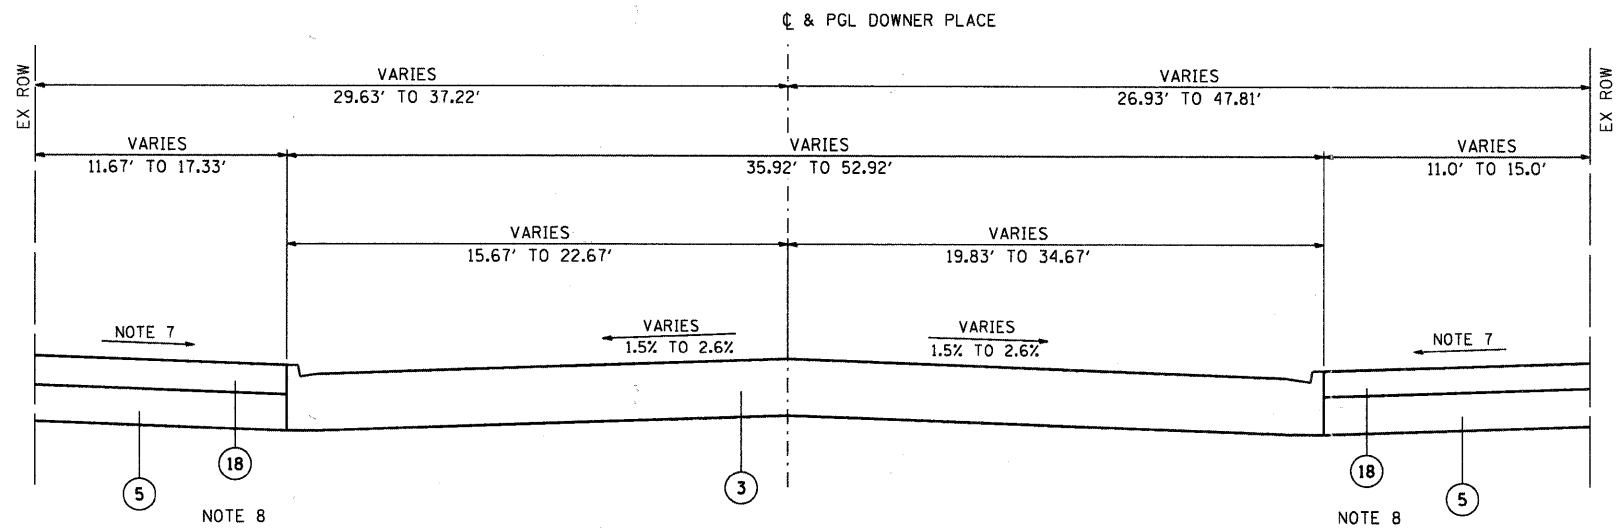 ℄ & PGL DOWNER PLACE
EX ROW
VARIES
29.63' TO 37.22'
VARIES
26.93' TO 47.81'
EX ROW
VARIES
11.67' TO 17.33'
VARIES
35.92' TO 52.92'
VARIES
11.0' TO 15.0'
VARIES
15.67' TO 22.67'
VARIES
19.83' TO 34.67'
NOTE 7
VARIES
1.5% TO 2.6%
VARIES
1.5% TO 2.6%
NOTE 7
5
18
3
18
5
NOTE 8
NOTE 8